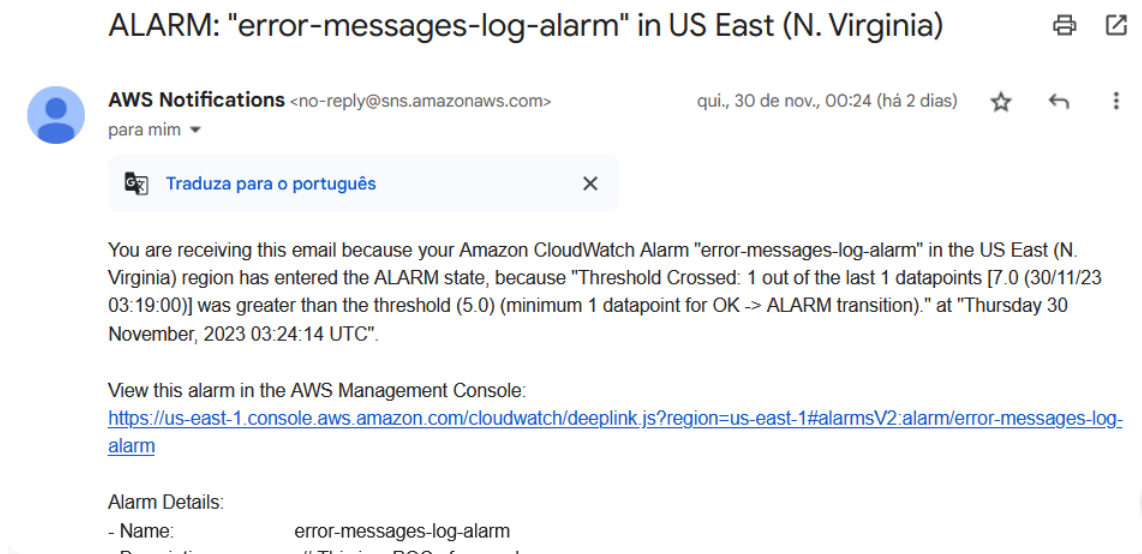 ALARM: "error-messages-log-alarm" in US East (N. Virginia)
AWS Notifications <no-reply@sns.amazonaws.com>
qui., 30 de nov., 00:24 (há 2 dias)
para mim
Traduza para o português
You are receiving this email because your Amazon CloudWatch Alarm "error-messages-log-alarm" in the US East (N.
Virginia) region has entered the ALARM state, because "Threshold Crossed: 1 out of the last 1 datapoints [7.0 (30/11/23
03:19:00)] was greater than the threshold (5.0) (minimum 1 datapoint for OK -> ALARM transition)." at "Thursday 30
November, 2023 03:24:14 UTC".
View this alarm in the AWS Management Console:
https://us-east-1.console.aws.amazon.com/cloudwatch/deeplink.js?region=us-east-1#alarmsV2:alarm/error-messages-log-
alarm
Alarm Details:
- Name: error-messages-log-alarm